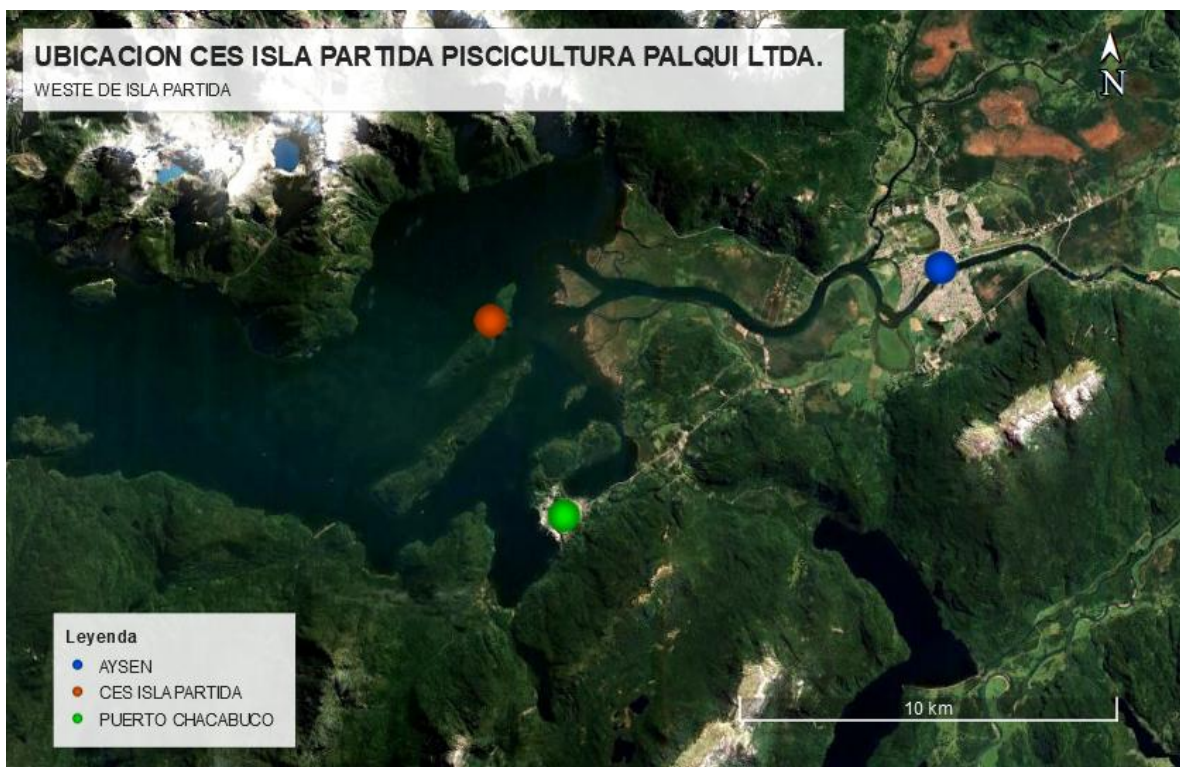 UBICACION CES ISLA PARTIDA PISCICULTURA PALQUI LTDA.
WESTE DE ISLA PARTIDA
N
Leyenda
AYSEN
CES ISLA PARTIDA
PUERTO CHACABUCO
10 km